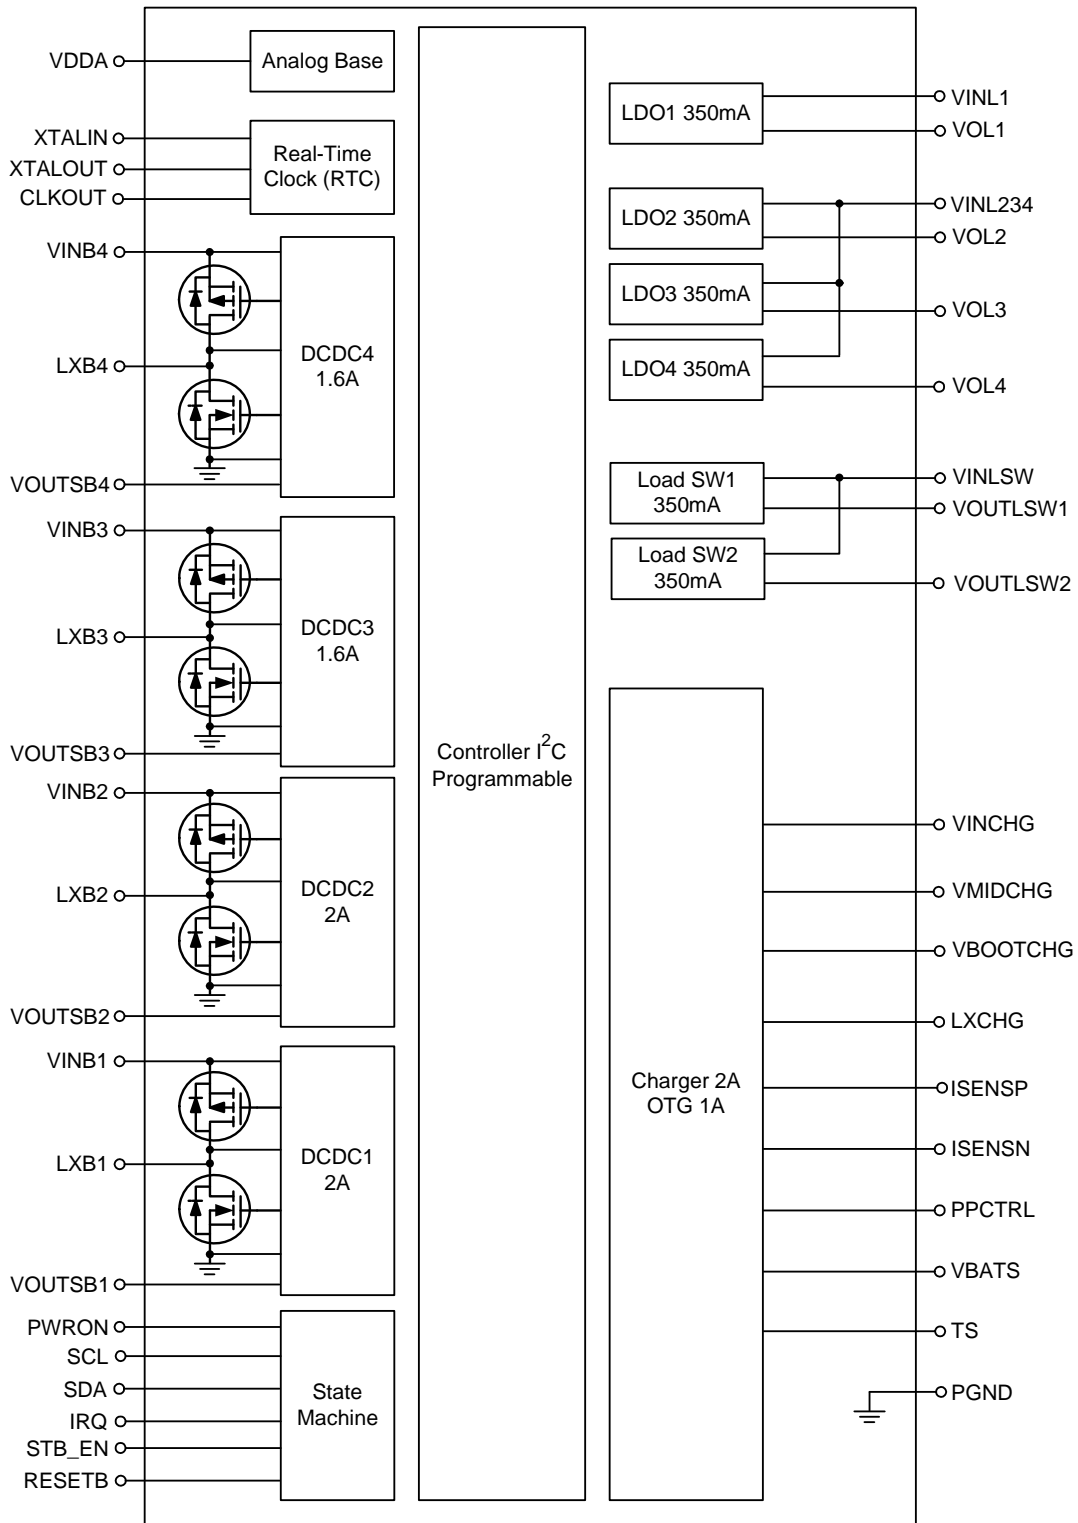 VDDA
Analog Base
XTALIN
XTALOUT
CLKOUT
Real-Time
Clock (RTC)
VINB4
LXB4
VOUTSB4
DCDC4
1.6A
VINB3
LXB3
VOUTSB3
DCDC3
1.6A
VINB2
LXB2
VOUTSB2
DCDC2
2A
VINB1
LXB1
VOUTSB1
DCDC1
2A
PWRON
SCL
SDA
IRQ
STB_EN
RESETB
State
Machine
Controller I²C
Programmable
LDO1 350mA
VINL1
VOL1
LDO2 350mA
VINL234
VOL2
LDO3 350mA
VOL3
LDO4 350mA
VOL4
Load SW1
350mA
VINLSW
VOUTLSW1
Load SW2
350mA
VOUTLSW2
Charger 2A
OTG 1A
VINCHG
VMIDCHG
VBOOTCHG
LXCHG
ISENSP
ISENSN
PPCTRL
VBATS
TS
PGND